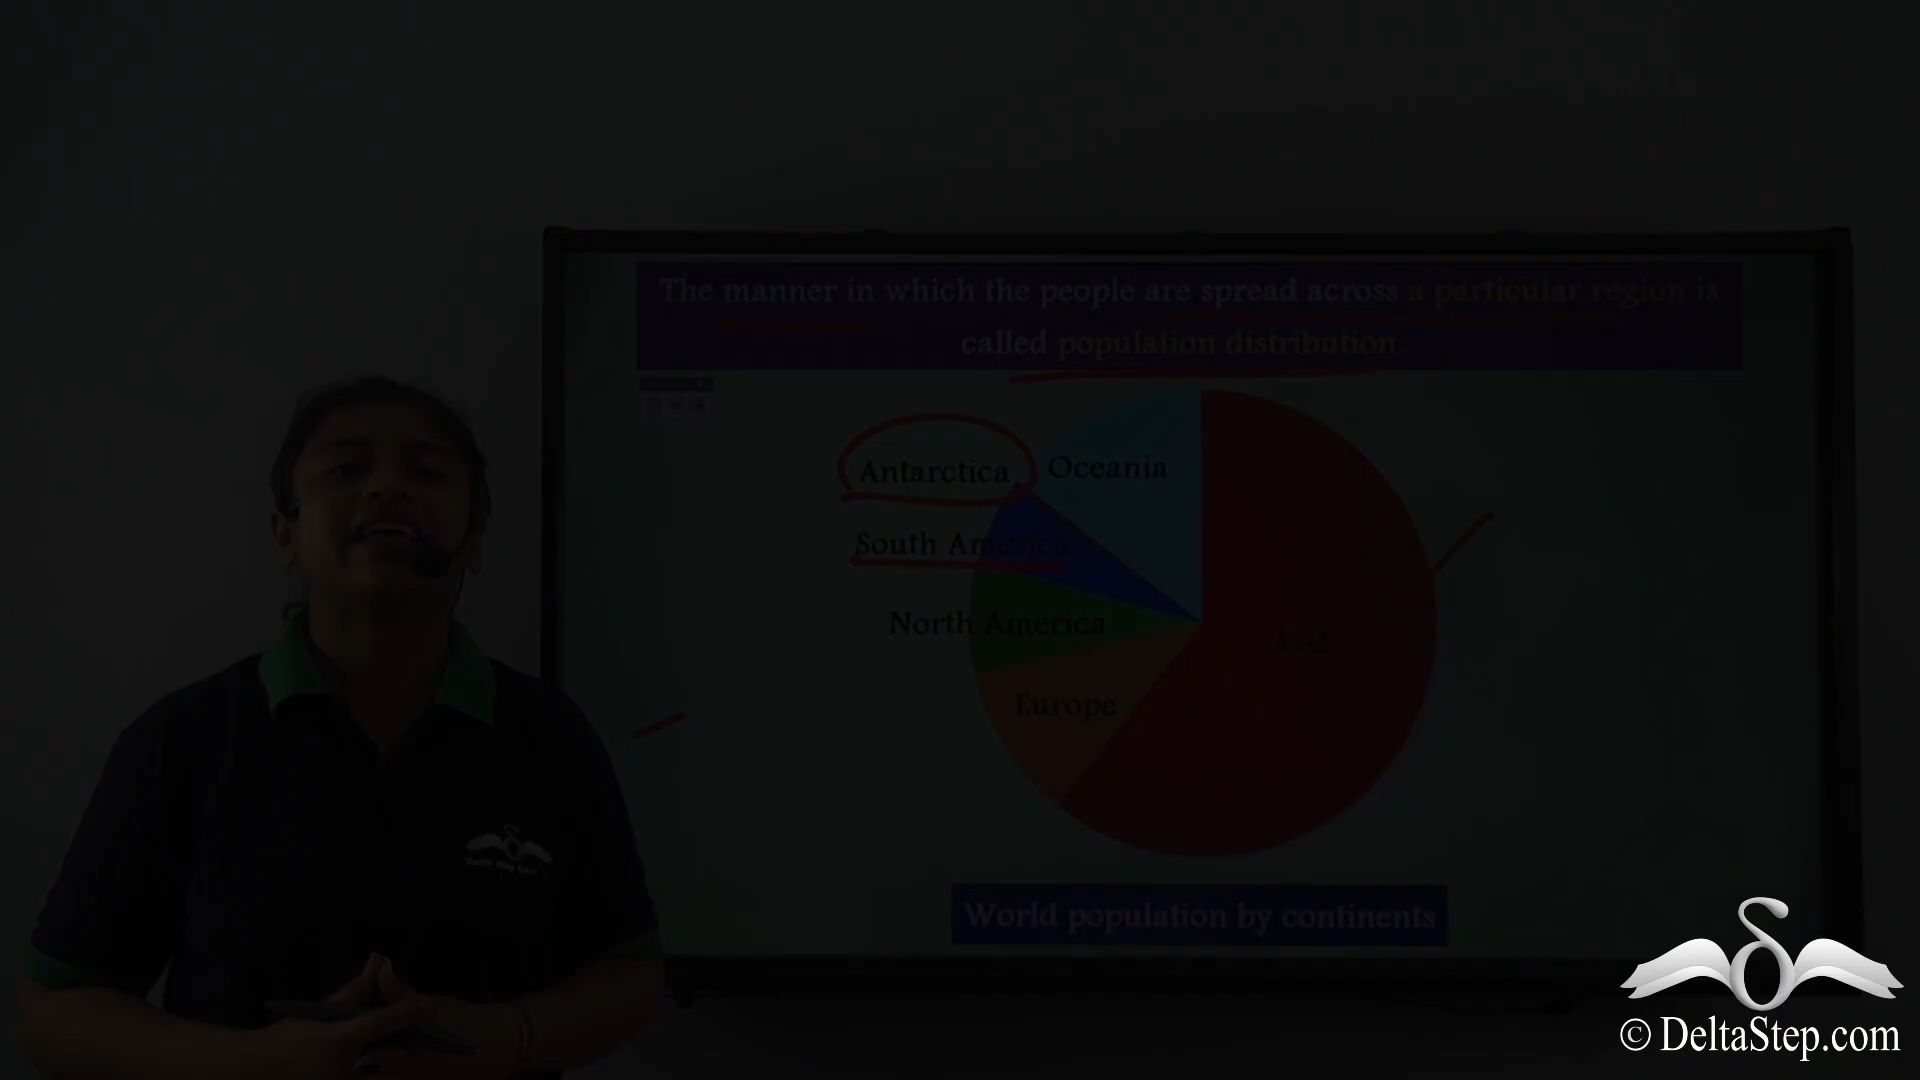 The manner in which the people are spread across a particular region is
called population distribution.
Antarctica
Oceania
South America
North America
Asia
Europe
World population by continents
© DeltaStep.com